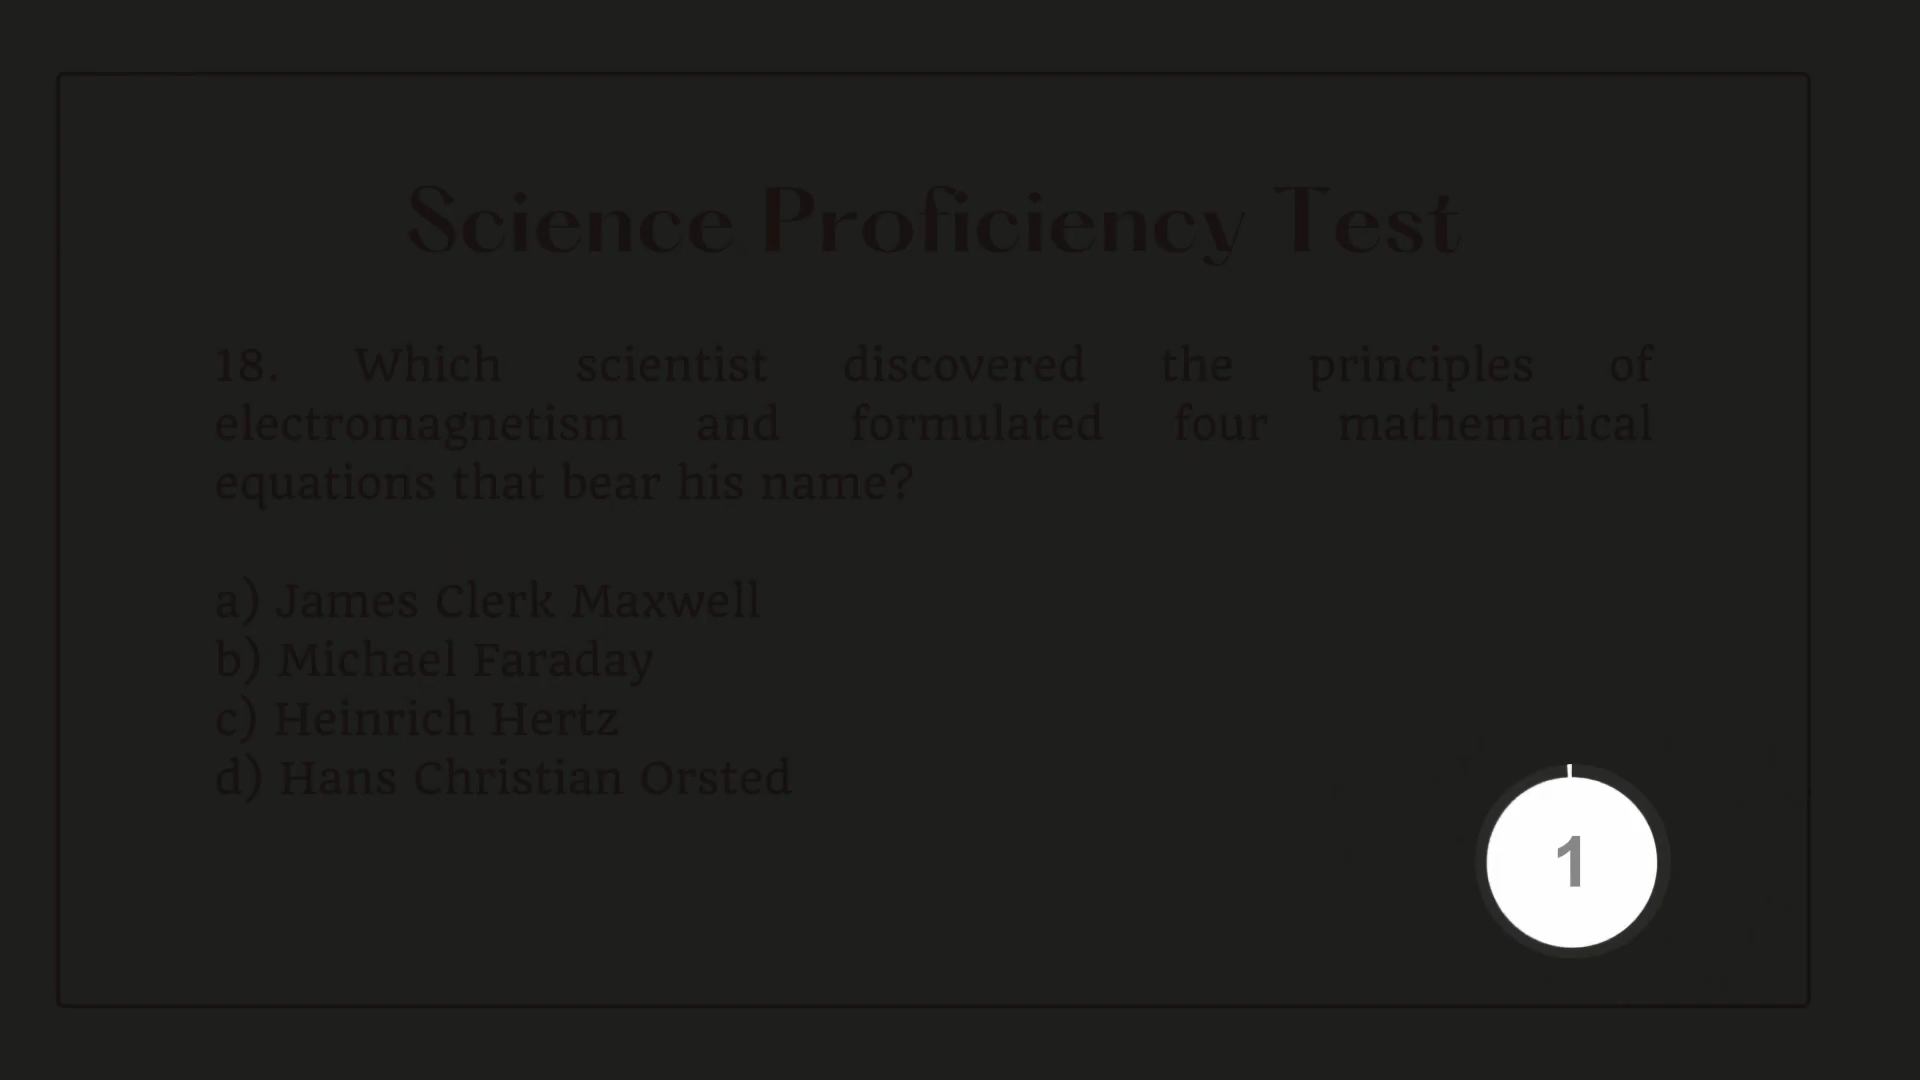 Science Proficiency Test
18. Which scientist discovered the principles of
electromagnetism and formulated four mathematical
equations that bear his name?
a) James Clerk Maxwell
b) Michael Faraday
c) Heinrich Hertz
d) Hans Christian Orsted
1